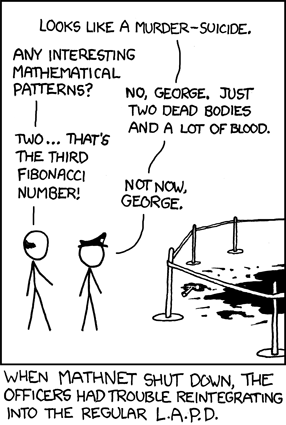 LOOKS LIKE A MURDER-SUICIDE.
ANY INTERESTING
MATHEMATICAL
PATTERNS?
NO, GEORGE. JUST
TWO DEAD BODIES
AND A LOT OF BLOOD.
TWO... THAT'S
THE THIRD
FIBONACCI
NUMBER!
NOT NOW,
GEORGE.
WHEN MATHNET SHUT DOWN, THE
OFFICERS HAD TROUBLE REINTEGRATING
INTO THE REGULAR L.A.P.D.